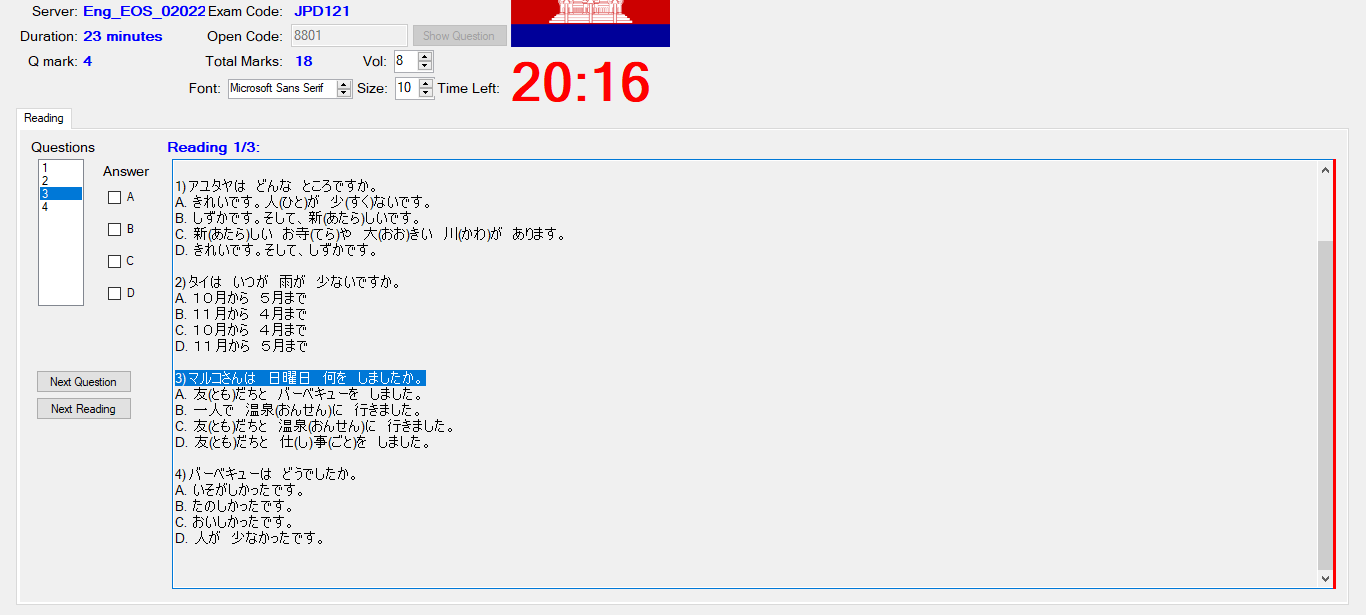 Server: Eng_EOS_02022 Exam Code: JPD121
Duration: 23 minutes Open Code: 8801 Show Question
Q mark: 4 Total Marks: 18 Vol: 8
Font: Microsoft Sans Serif Size: 10 Time Left: 20:16
Reading
Questions
Reading 1/3:
1
2
3
4
Answer
A
B
C
D
Next Question
Next Reading
1)アユタヤは どんな ところですか。
A. きれいです。人(ひと)が 少(すく)ないです。
B. しずかです。そして、新(あたら)しいです。
C. 新(あたら)しい お寺(てら)や 大(おお)きい 川(かわ)が あります。
D. きれいです。そして、しずかです。
2)タイは いつが 雨が 少ないですか。
A. １０月から ５月まで
B. １１月から ４月まで
C. １０月から ４月まで
D. １１月から ５月まで
3)マルコさんは 日曜日 何を しましたか。
A. 友(とも)だちと バーベキューを しました。
B. 一人で 温泉(おんせん)に 行きました。
C. 友(とも)だちと 温泉(おんせん)に 行きました。
D. 友(とも)だちと 仕(し)事(ごと)を しました。
4)バーベキューは どうでしたか。
A. いそがしかったです。
B. たのしかったです。
C. おいしかったです。
D. 人が 少なかったです。